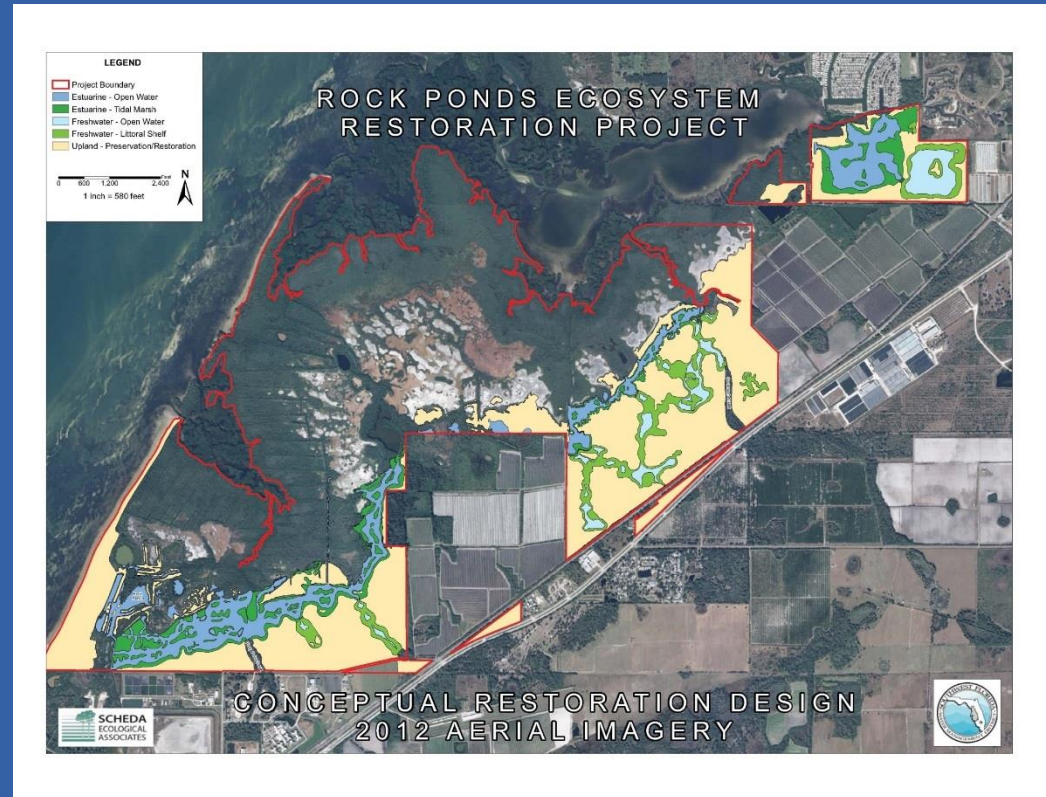 LEGEND
Project Boundary
Estuarine - Open Water
Estuarine - Tidal Marsh
Freshwater - Open Water
Freshwater - Littoral Shelf
Upland - Preservation/Restoration
Feet
0 600 1,200 2,400
1 inch = 580 feet
N
ROCK PONDS ECOSYSTEM
RESTORATION PROJECT
CONCEPTUAL RESTORATION DESIGN
2012 AERIAL IMAGERY
SCHEDA
ECOLOGICAL
ASSOCIATES